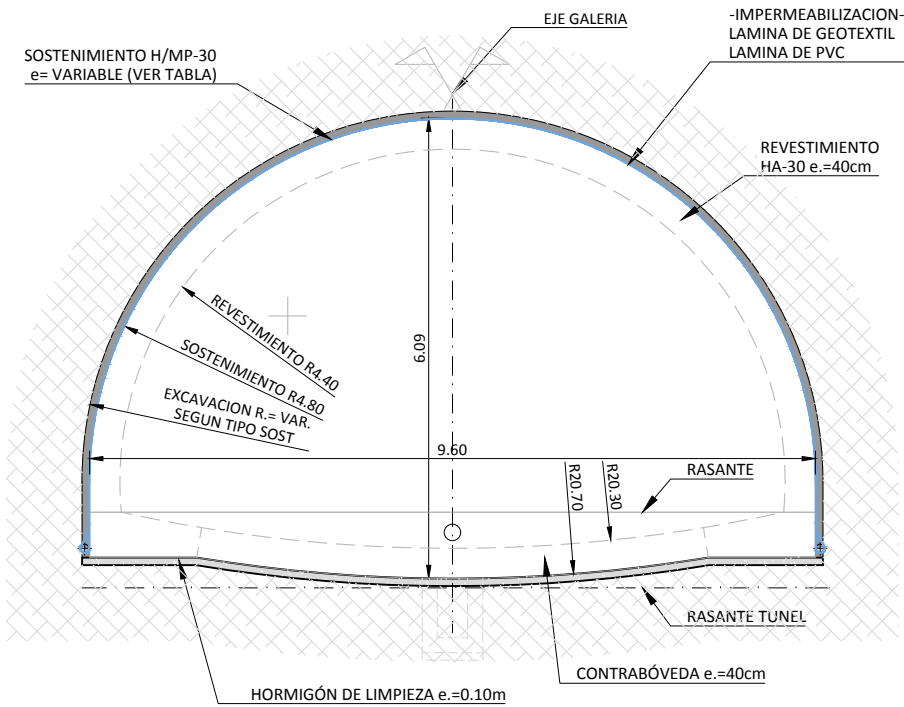 EJE GALERIA
-IMPERMEABILIZACION-
LAMINA DE GEOTEXTIL
LAMINA DE PVC
SOSTENIMIENTO H/MP-30
e= VARIABLE (VER TABLA)
REVESTIMIENTO
HA-30 e.=40cm
REVESTIMIENTO R4.40
SOSTENIMIENTO R4.80
EXCAVACION R.= VAR.
SEGUN TIPO SOST
6.09
9.60
R20.70
R20.30
RASANTE
RASANTE TUNEL
CONTRABÓVEDA e.=40cm
HORMIGÓN DE LIMPIEZA e.=0.10m